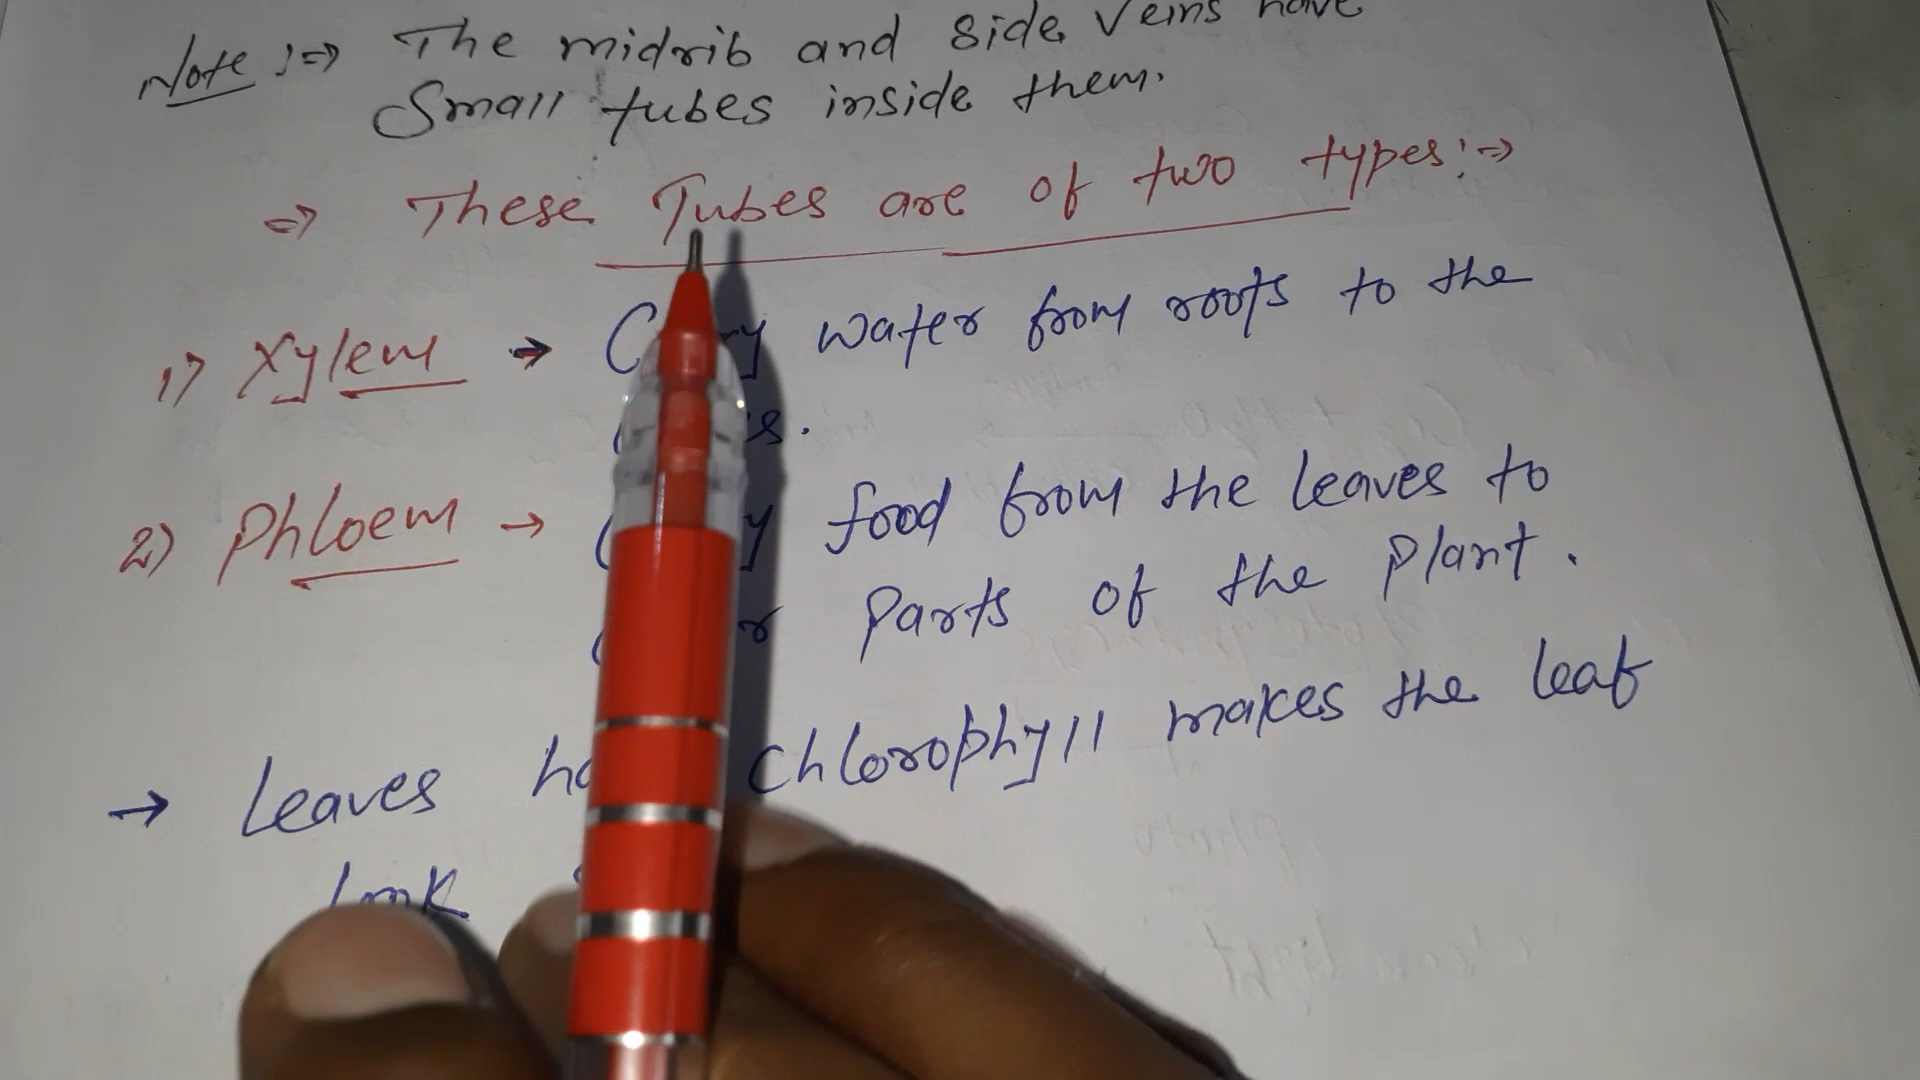 Note :⇒ The midrib and side veins have
Small tubes inside them.
⇒ These Tubes are of two types :⇒
1) Xylem → water from roots to the
2) Phloem → food from the leaves to
Parts of the Plant.
→ Leaves chlorophyll makes the leaf
look